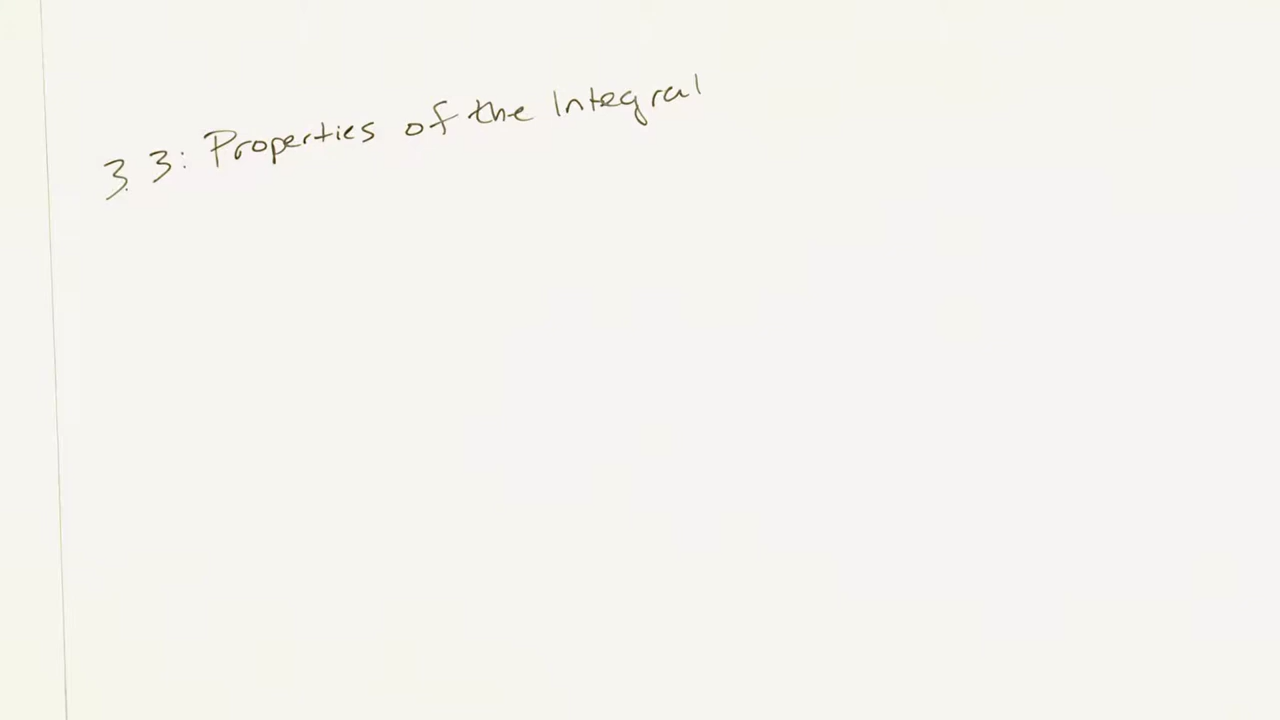 3.3: Properties of the Integral